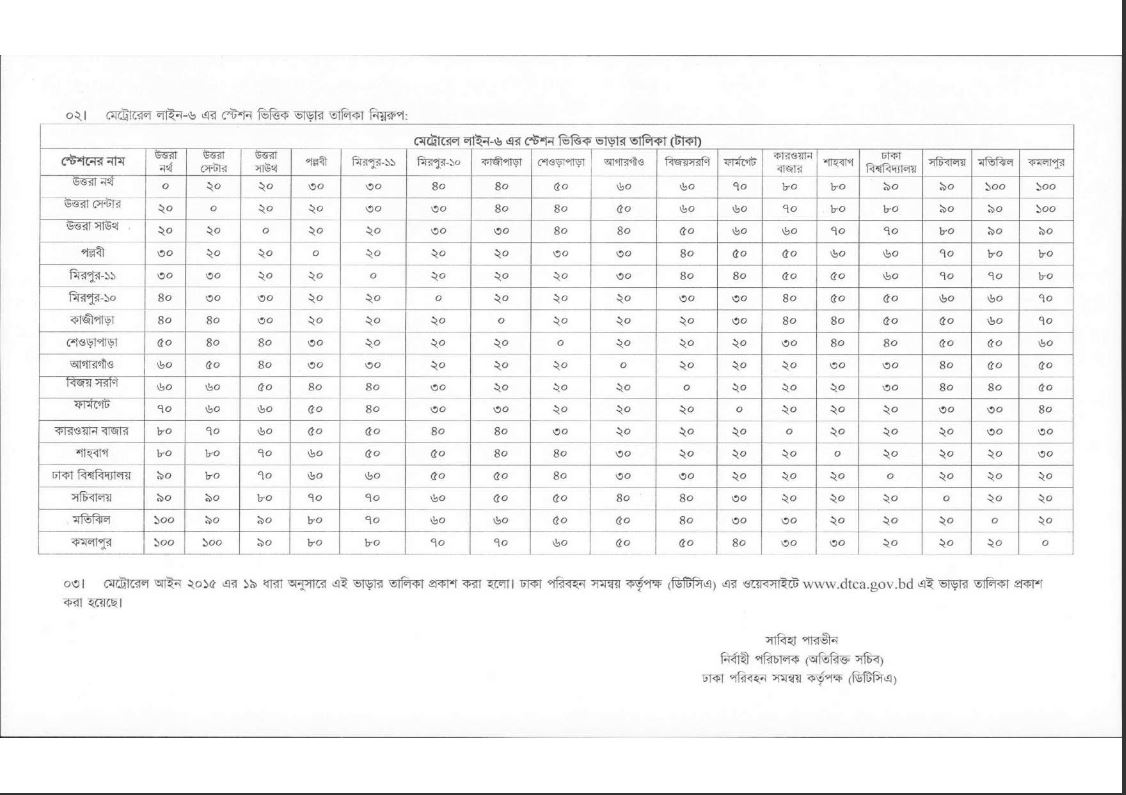 ০২। মেট্রোরেল লাইন-৬ এর স্টেশন ভিত্তিক ভাড়ার তালিকা নিম্নরুপ:
মেট্রোরেল লাইন-৬ এর স্টেশন ভিত্তিক ভাড়ার তালিকা (টাকা)
স্টেশনের নাম উত্তরা নর্থ উত্তরা সেন্টার উত্তরা সাউথ পল্লবী মিরপুর-১১ মিরপুর-১০ কাজীপাড়া শেওড়াপাড়া আগারগাঁও বিজয়সরণি ফার্মগেট কারওয়ান বাজার শাহবাগ ঢাকা বিশ্ববিদ্যালয় সচিবালয় মতিঝিল কমলাপুর
উত্তরা নর্থ ০ ২০ ২০ ৩০ ৩০ ৪০ ৪০ ৫০ ৬০ ৬০ ৭০ ৮০ ৮০ ৯০ ৯০ ১০০ ১০০
উত্তরা সেন্টার ২০ ০ ২০ ২০ ৩০ ৩০ ৪০ ৪০ ৫০ ৬০ ৬০ ৭০ ৮০ ৮০ ৯০ ৯০ ১০০
উত্তরা সাউথ ২০ ২০ ০ ২০ ২০ ৩০ ৩০ ৪০ ৪০ ৫০ ৬০ ৬০ ৭০ ৭০ ৮০ ৯০ ৯০
পল্লবী ৩০ ২০ ২০ ০ ২০ ২০ ২০ ৩০ ৩০ ৪০ ৫০ ৫০ ৬০ ৬০ ৭০ ৮০ ৮০
মিরপুর-১১ ৩০ ৩০ ২০ ২০ ০ ২০ ২০ ২০ ৩০ ৪০ ৪০ ৫০ ৫০ ৬০ ৭০ ৭০ ৮০
মিরপুর-১০ ৪০ ৩০ ৩০ ২০ ২০ ০ ২০ ২০ ২০ ৩০ ৩০ ৪০ ৫০ ৫০ ৬০ ৬০ ৭০
কাজীপাড়া ৪০ ৪০ ৩০ ২০ ২০ ২০ ০ ২০ ২০ ২০ ৩০ ৪০ ৪০ ৫০ ৫০ ৬০ ৭০
শেওড়াপাড়া ৫০ ৪০ ৪০ ৩০ ২০ ২০ ২০ ০ ২০ ২০ ২০ ৩০ ৪০ ৪০ ৫০ ৫০ ৬০
আগারগাঁও ৬০ ৫০ ৪০ ৩০ ৩০ ২০ ২০ ২০ ০ ২০ ২০ ২০ ৩০ ৩০ ৪০ ৫০ ৫০
বিজয় সরণি ৬০ ৬০ ৫০ ৪০ ৪০ ৩০ ২০ ২০ ২০ ০ ২০ ২০ ২০ ৩০ ৪০ ৪০ ৫০
ফার্মগেট ৭০ ৬০ ৬০ ৫০ ৪০ ৩০ ৩০ ২০ ২০ ২০ ০ ২০ ২০ ২০ ৩০ ৩০ ৪০
কারওয়ান বাজার ৮০ ৭০ ৬০ ৫০ ৫০ ৪০ ৪০ ৩০ ২০ ২০ ২০ ০ ২০ ২০ ২০ ৩০ ৩০
শাহবাগ ৮০ ৮০ ৭০ ৬০ ৫০ ৫০ ৪০ ৪০ ৩০ ২০ ২০ ২০ ০ ২০ ২০ ২০ ৩০
ঢাকা বিশ্ববিদ্যালয় ৯০ ৮০ ৭০ ৬০ ৬০ ৫০ ৫০ ৪০ ৩০ ৩০ ২০ ২০ ২০ ০ ২০ ২০ ২০
সচিবালয় ৯০ ৯০ ৮০ ৭০ ৭০ ৬০ ৫০ ৫০ ৪০ ৪০ ৩০ ২০ ২০ ২০ ০ ২০ ২০
মতিঝিল ১০০ ৯০ ৯০ ৮০ ৭০ ৬০ ৬০ ৫০ ৫০ ৪০ ৩০ ৩০ ২০ ২০ ২০ ০ ২০
কমলাপুর ১০০ ১০০ ৯০ ৮০ ৮০ ৭০ ৭০ ৬০ ৫০ ৫০ ৪০ ৩০ ৩০ ২০ ২০ ২০ ০
০৩। মেট্রোরেল আইন ২০১৫ এর ১৯ ধারা অনুসারে এই ভাড়ার তালিকা প্রকাশ করা হলো। ঢাকা পরিবহন সমন্বয় কর্তৃপক্ষ (ডিটিসিএ) এর ওয়েবসাইটে www.dtca.gov.bd এই ভাড়ার তালিকা প্রকাশ
করা হয়েছে।
সাবিহা পারভীন
নির্বাহী পরিচালক (অতিরিক্ত সচিব)
ঢাকা পরিবহন সমন্বয় কর্তৃপক্ষ (ডিটিসিএ)